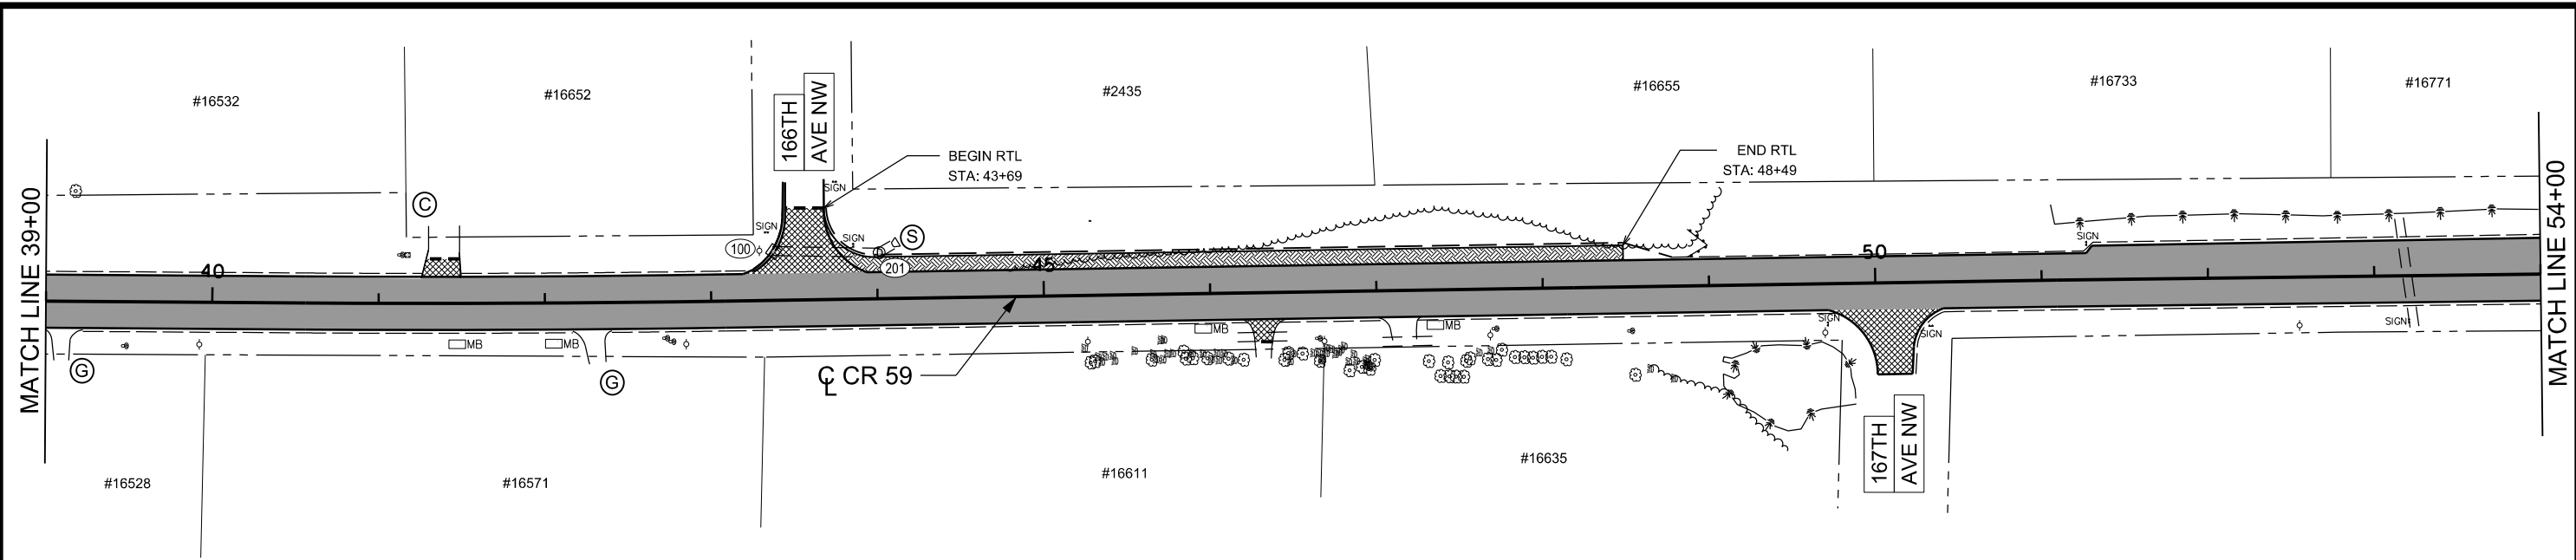 #16532
#16652
#2435
#16655
#16733
#16771
166TH
AVE NW
BEGIN RTL
STA: 43+69
END RTL
STA: 48+49
MATCH LINE 39+00
MATCH LINE 54+00
C
SIGN
SIGN
SIGN
100
S
201
SIGN
40
45
50
G
MB
MB
G
MB
MB
SIGN
SIGN
SIGN
CL CR 59
167TH
AVE NW
#16528
#16571
#16611
#16635